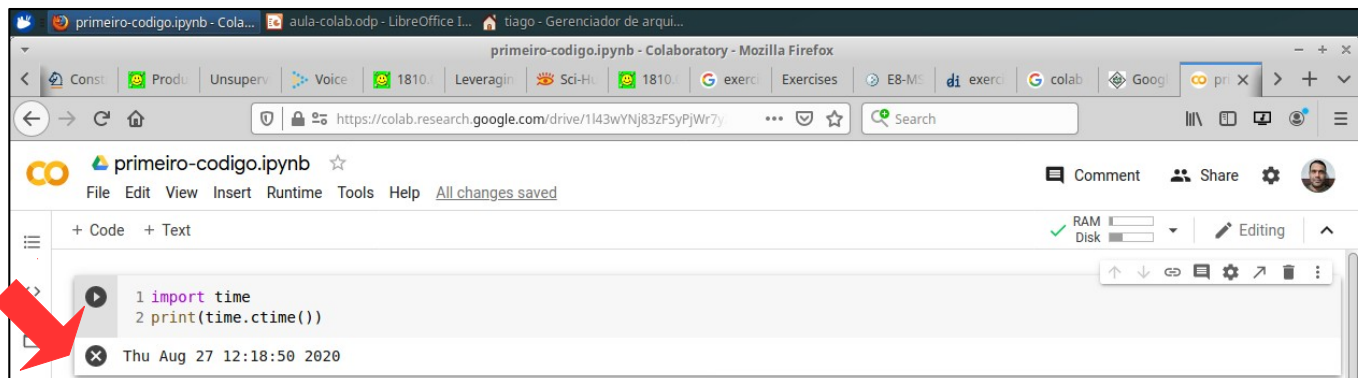 primeiro-codigo.ipynb - Cola... aula-colab.odp - LibreOffice I... tiago - Gerenciador de arqui...
primeiro-codigo.ipynb - Colaboratory - Mozilla Firefox
Const Produ Unsuperv Voice 1810. Leveragin Sci-Hu 1810. exerci Exercises E8-MS exerci colab Googl pri
https://colab.research.google.com/drive/1l43wYNj83zFSyPjWr7y Search
primeiro-codigo.ipynb
Comment Share
File Edit View Insert Runtime Tools Help All changes saved
+ Code + Text
RAM
Disk
Editing
1 import time
2 print(time.ctime())
Thu Aug 27 12:18:50 2020